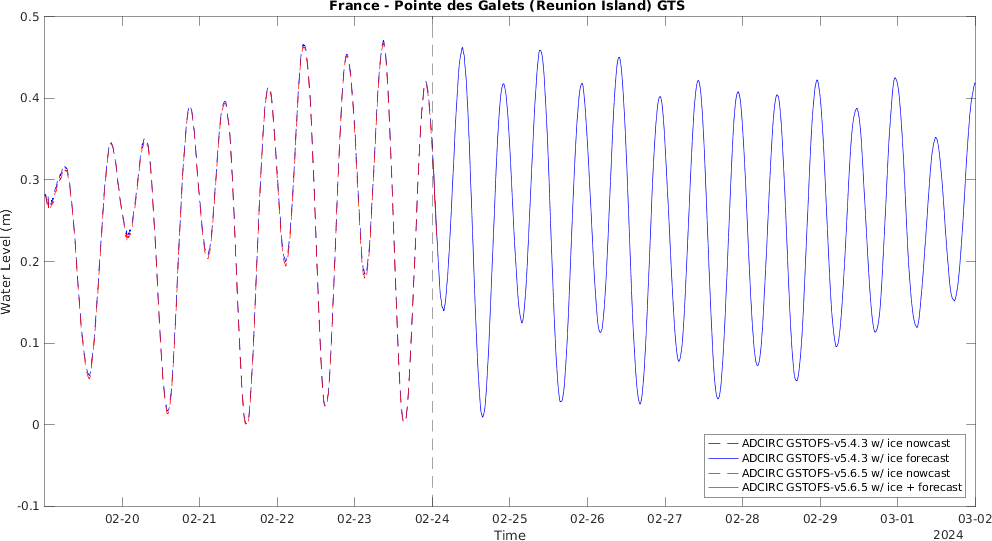 France - Pointe des Galets (Reunion Island) GTS
0.5
0.4
0.3
0.2
0.1
0
-0.1
Water Level (m)
02-20 02-21 02-22 02-23 02-24 02-25 02-26 02-27 02-28 02-29 03-01 03-02
Time
2024
ADCIRC GSTOFS-v5.4.3 w/ ice nowcast
ADCIRC GSTOFS-v5.4.3 w/ ice forecast
ADCIRC GSTOFS-v5.6.5 w/ ice nowcast
ADCIRC GSTOFS-v5.6.5 w/ ice + forecast